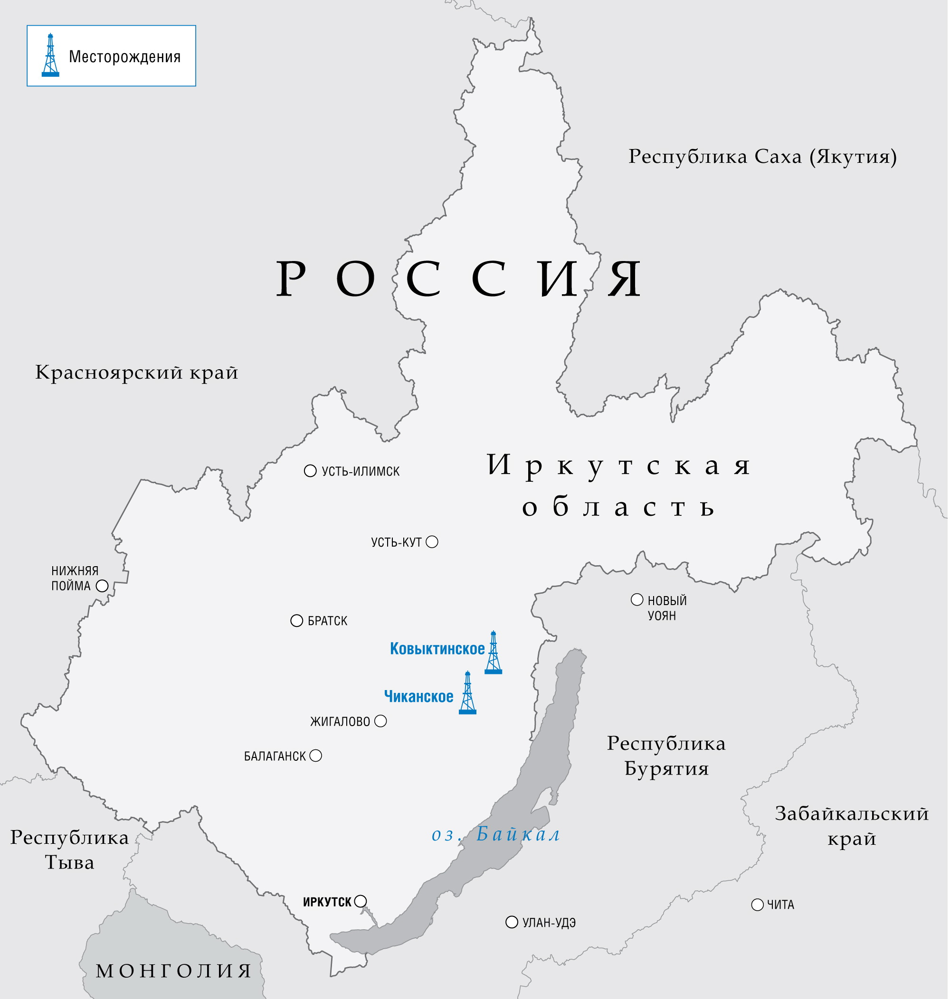 Месторождения
Республика Саха (Якутия)
РОССИЯ
Красноярский край
Иркутская
область
УСТЬ-ИЛИМСК
УСТЬ-КУТ
НИЖНЯЯ
ПОЙМА
НОВЫЙ
УОЯН
БРАТСК
Ковыктинское
Чиканское
ЖИГАЛОВО
БАЛАГАНСК
Республика
Бурятия
Забайкальский
край
Республика
Тыва
оз. Байкал
ИРКУТСК
ЧИТА
УЛАН-УДЭ
МОНГОЛИЯ